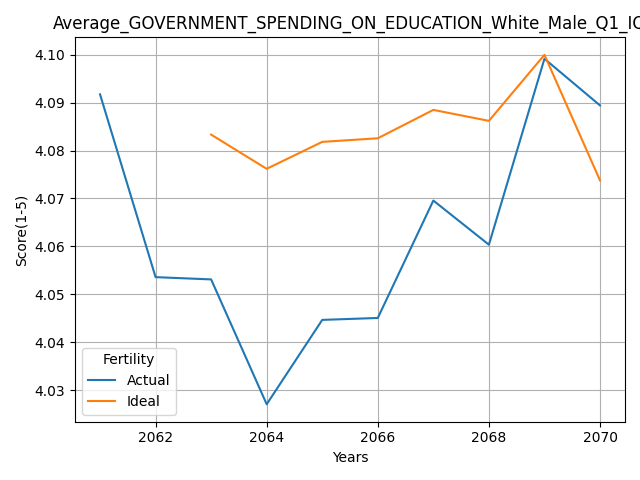 Average_GOVERNMENT_SPENDING_ON_EDUCATION_White_Male_Q1_IC
4.10
4.09
4.08
4.07
4.06
4.05
4.04
4.03
Score(1-5)
Fertility
Actual
Ideal
2062 2064 2066 2068 2070
Years